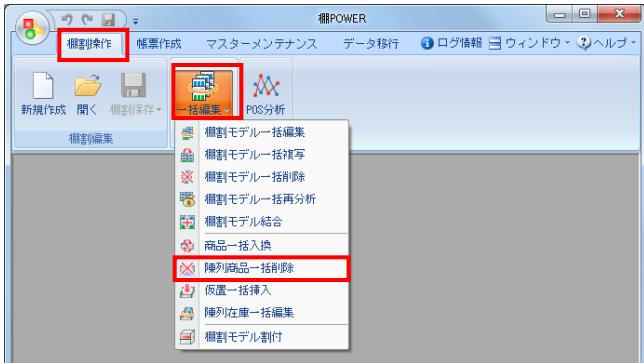 棚POWER
棚割操作 帳票作成 マスターメンテナンス データ移行 ログ情報 ウィンドウ ヘルプ
新規作成 開く 棚割保存 一括編集 POS分析
棚割編集
棚割モデル一括編集
棚割モデル一括複写
棚割モデル一括削除
棚割モデル一括再分析
棚割モデル結合
商品一括入換
陳列商品一括削除
仮置一括挿入
陳列在庫一括編集
棚割モデル割付